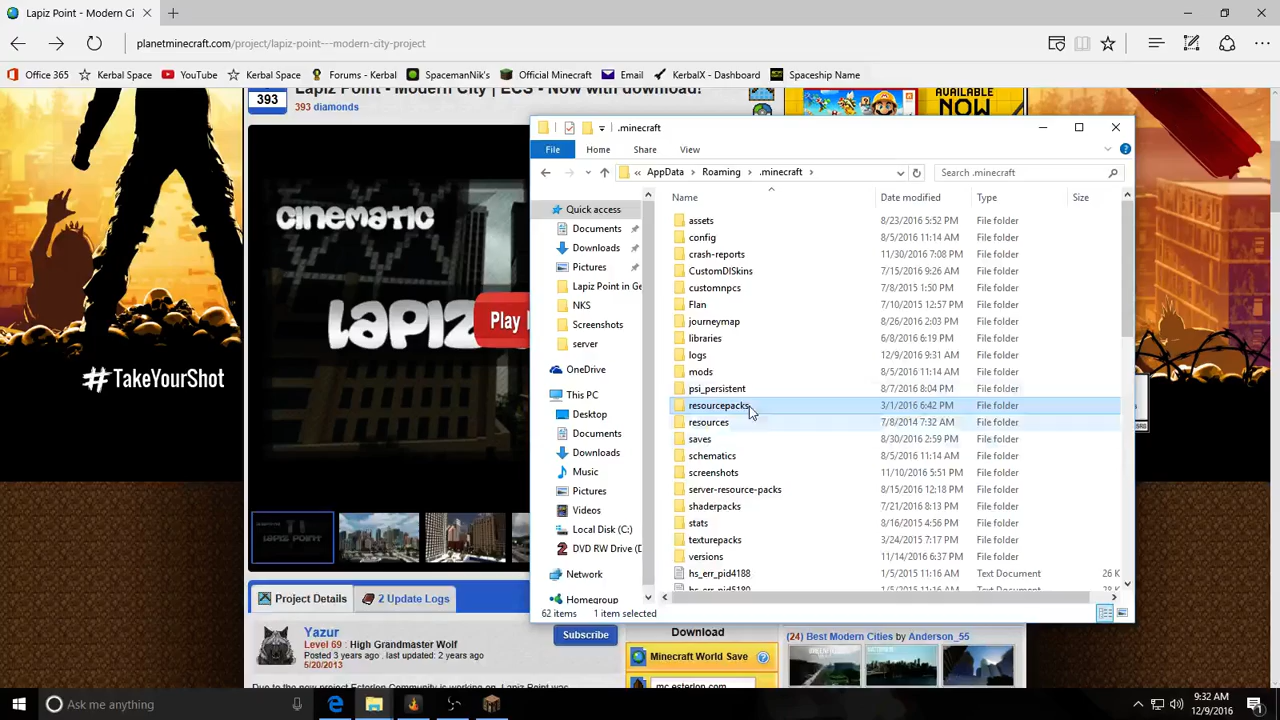 Lapiz Point - Modern Ci
planetminecraft.com/project/lapiz-point---modern-city-project
Office 365
Kerbal Space
YouTube
Kerbal Space
Forums - Kerbal
SpacemanNik's
Official Minecraft
Email
KerbalX - Dashboard
Spaceship Name
393
Lapiz Point - Modern City | ECS - Now with download!
393 diamonds
AVAILABLE
NOW
#TakeYourShot
CINEMATIC
LAPIZ
Play
.minecraft
File
Home
Share
View
« AppData > Roaming > .minecraft >
Search .minecraft
Quick access
Documents
Downloads
Pictures
Lapiz Point in Ge
NKS
Screenshots
server
OneDrive
This PC
Desktop
Documents
Downloads
Music
Pictures
Videos
Local Disk (C:)
DVD RW Drive (D
Network
Homegroup
Name Date modified Type Size
assets 8/23/2016 5:52 PM File folder
config 8/5/2016 11:14 AM File folder
crash-reports 11/30/2016 7:08 PM File folder
CustomDISkins 7/15/2016 9:26 AM File folder
customnpcs 7/8/2015 1:50 PM File folder
Flan 7/10/2015 12:57 PM File folder
journeymap 8/26/2016 2:03 PM File folder
libraries 6/8/2016 6:19 PM File folder
logs 12/9/2016 9:31 AM File folder
mods 8/5/2016 11:14 AM File folder
psi_persistent 8/7/2016 8:04 PM File folder
resourcepacks 3/1/2016 6:42 PM File folder
resources 7/8/2014 7:32 AM File folder
saves 8/30/2016 2:59 PM File folder
schematics 8/5/2016 11:14 AM File folder
screenshots 11/10/2016 5:51 PM File folder
server-resource-packs 8/15/2016 12:18 PM File folder
shaderpacks 7/21/2016 8:13 PM File folder
stats 8/16/2015 4:56 PM File folder
texturepacks 3/24/2015 7:17 PM File folder
versions 11/14/2016 6:37 PM File folder
hs_err_pid4188 1/5/2015 11:16 AM Text Document 26 K
62 items 1 item selected
Project Details
2 Update Logs
Yazur
Level 69 : High Grandmaster Wolf
Posted 3 years ago . last updated: 2 years ago
5/20/2013
Subscribe
Download
Minecraft World Save
mc.esterion.com
(24) Best Modern Cities by Anderson_55
Ask me anything
9:32 AM
12/9/2016